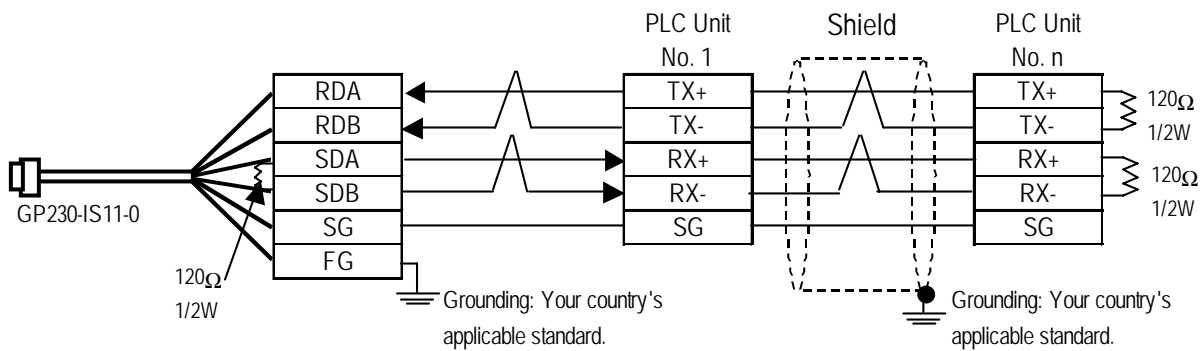 PLC Unit
No. 1
Shield
PLC Unit
No. n
RDA
RDB
SDA
SDB
SG
FG
TX+
TX-
RX+
RX-
SG
TX+
TX-
RX+
RX-
SG
120Ω
1/2W
120Ω
1/2W
GP230-IS11-0
120Ω
1/2W
Grounding: Your country's
applicable standard.
Grounding: Your country's
applicable standard.